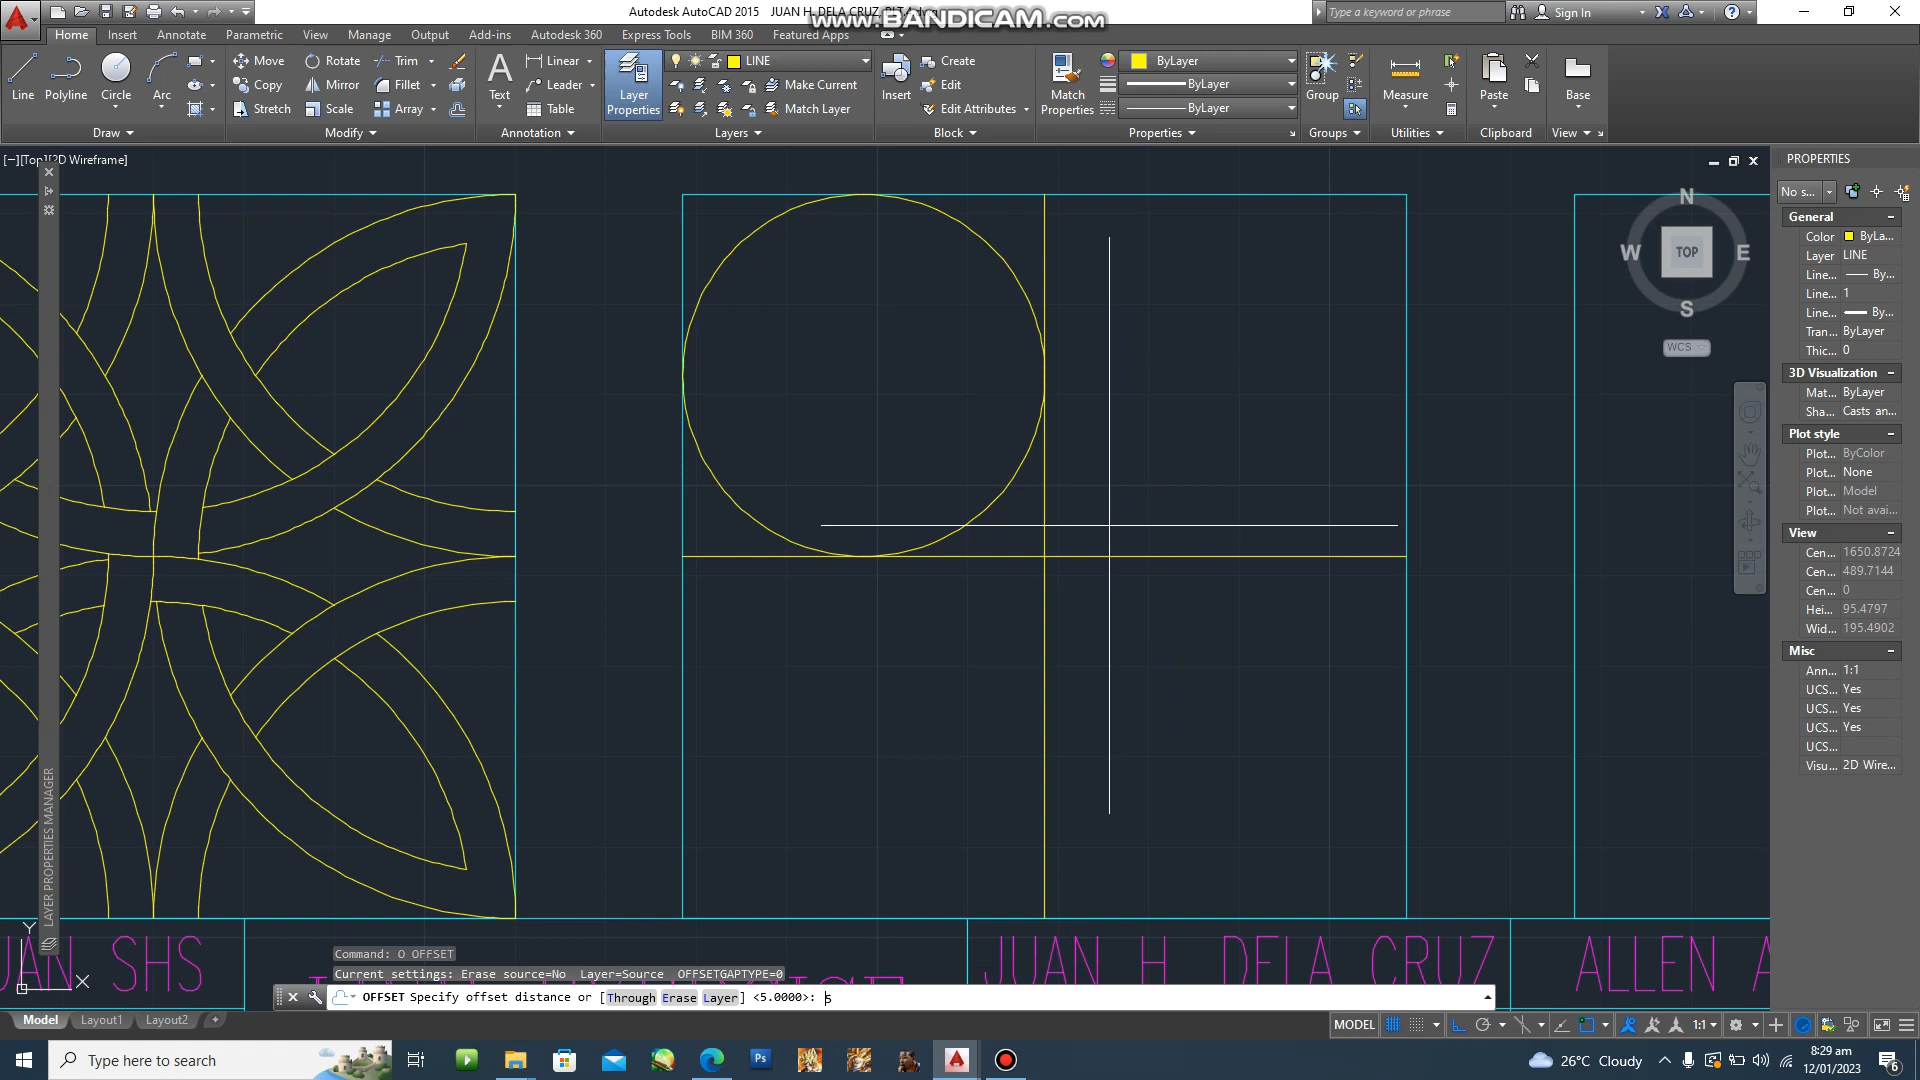 Autodesk AutoCAD 2015 JUAN H. DELA CRUZ
WWW.BANDICAM.COM
Type a keyword or phrase
Sign In
Home Insert Annotate Parametric View Manage Output Add-ins Autodesk 360 Express Tools BIM 360 Featured Apps
Line Polyline Circle Arc
Move Rotate Trim
Copy Mirror Fillet
Stretch Scale Array
Text Linear
Leader
Table
Layer Properties
LINE
Make Current
Match Layer
Insert Create
Edit
Edit Attributes
Match Properties
ByLayer
ByLayer
ByLayer
Group Measure Paste Base
Draw Modify Annotation Layers Block Properties Groups Utilities Clipboard View
[−][Top][2D Wireframe]
PROPERTIES
No s...
General
Color ByLa...
Layer LINE
Line... By...
Line... 1
Line... By...
Tran... ByLayer
Thic... 0
3D Visualization
Mat... ByLayer
Sha... Casts an...
Plot style
Plot... ByColor
Plot... None
Plot... Model
Plot... Not avai...
View
Cen... 1650.8724
Cen... 489.7144
Cen... 0
Hei... 95.4797
Wid... 195.4902
Misc
Ann... 1:1
UCS... Yes
UCS... Yes
UCS... Yes
UCS...
Visu... 2D Wire...
N
W TOP E
S
WCS
LAYER PROPERTIES MANAGER
Y
X
UAN SHS
JUAN H. DELA CRUZ
ALLEN A
Command: O OFFSET
Current settings: Erase source=No Layer=Source OFFSETGAPTYPE=0
OFFSET Specify offset distance or [Through Erase Layer] <5.0000>: 5
Model Layout1 Layout2 +
MODEL 1:1
Type here to search
Ps
26°C Cloudy
8:29 am
12/01/2023
6